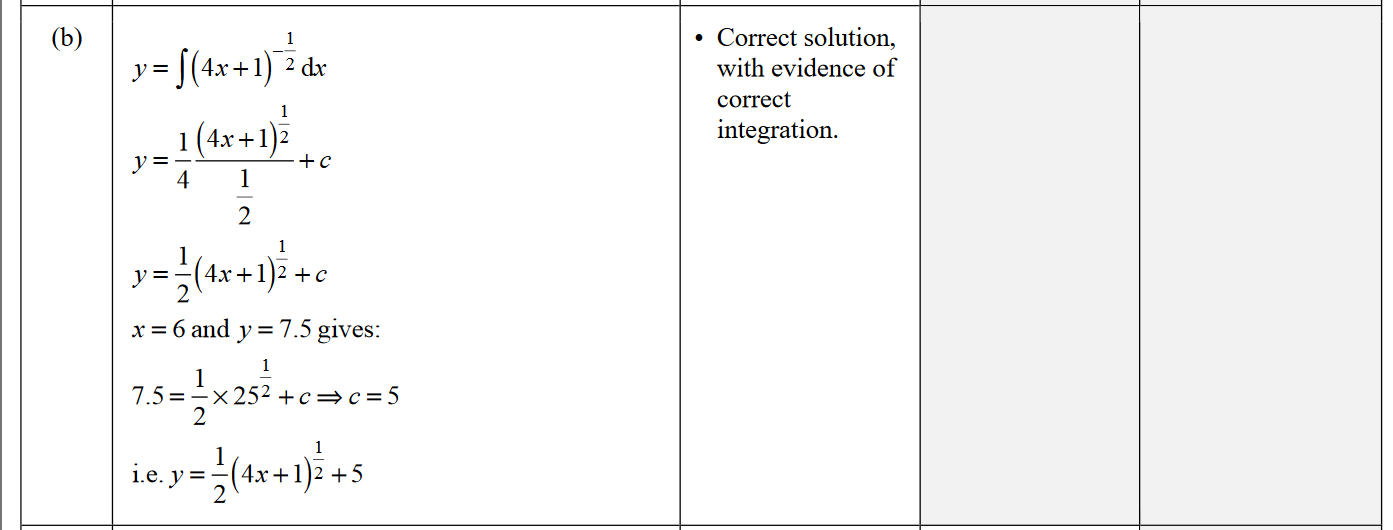 (b)
y = ∫(4x+1)^(-1/2) dx
y = 1/4 (4x+1)^(1/2) / (1/2) + c
y = 1/2 (4x+1)^(1/2) + c
x = 6 and y = 7.5 gives:
7.5 = 1/2 × 25^(1/2) + c ⇒ c = 5
i.e. y = 1/2 (4x+1)^(1/2) + 5
• Correct solution,
with evidence of
correct
integration.